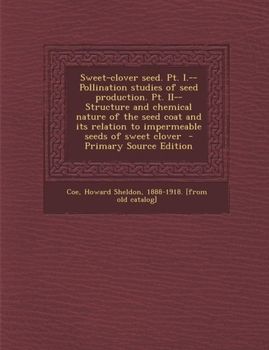 Sweet-clover seed. Pt. I.--
Pollination studies of seed
production. Pt. II--
Structure and chemical
nature of the seed coat and
its relation to impermeable
seeds of sweet clover -
Primary Source Edition
Coe, Howard Sheldon, 1888-1918. [from
old catalog]